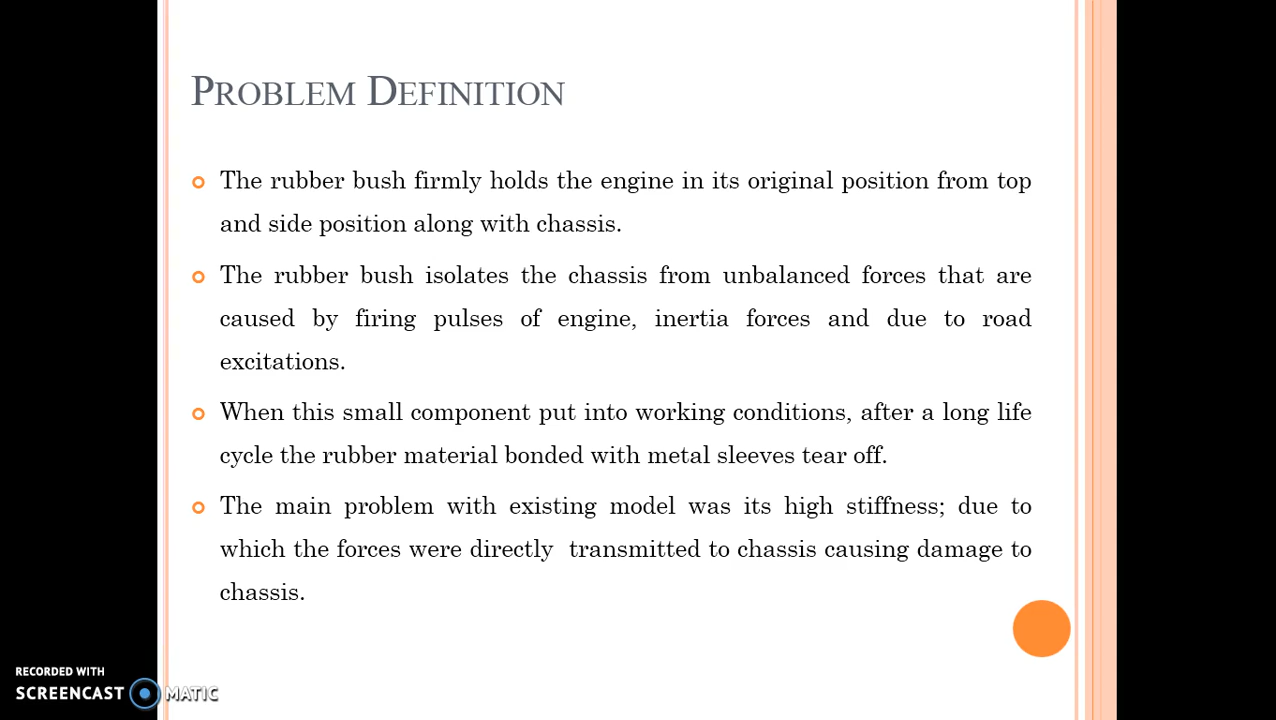 PROBLEM DEFINITION
The rubber bush firmly holds the engine in its original position from top
and side position along with chassis.
The rubber bush isolates the chassis from unbalanced forces that are
caused by firing pulses of engine, inertia forces and due to road
excitations.
When this small component put into working conditions, after a long life
cycle the rubber material bonded with metal sleeves tear off.
The main problem with existing model was its high stiffness; due to
which the forces were directly transmitted to chassis causing damage to
chassis.
RECORDED WITH
SCREENCAST MATIC